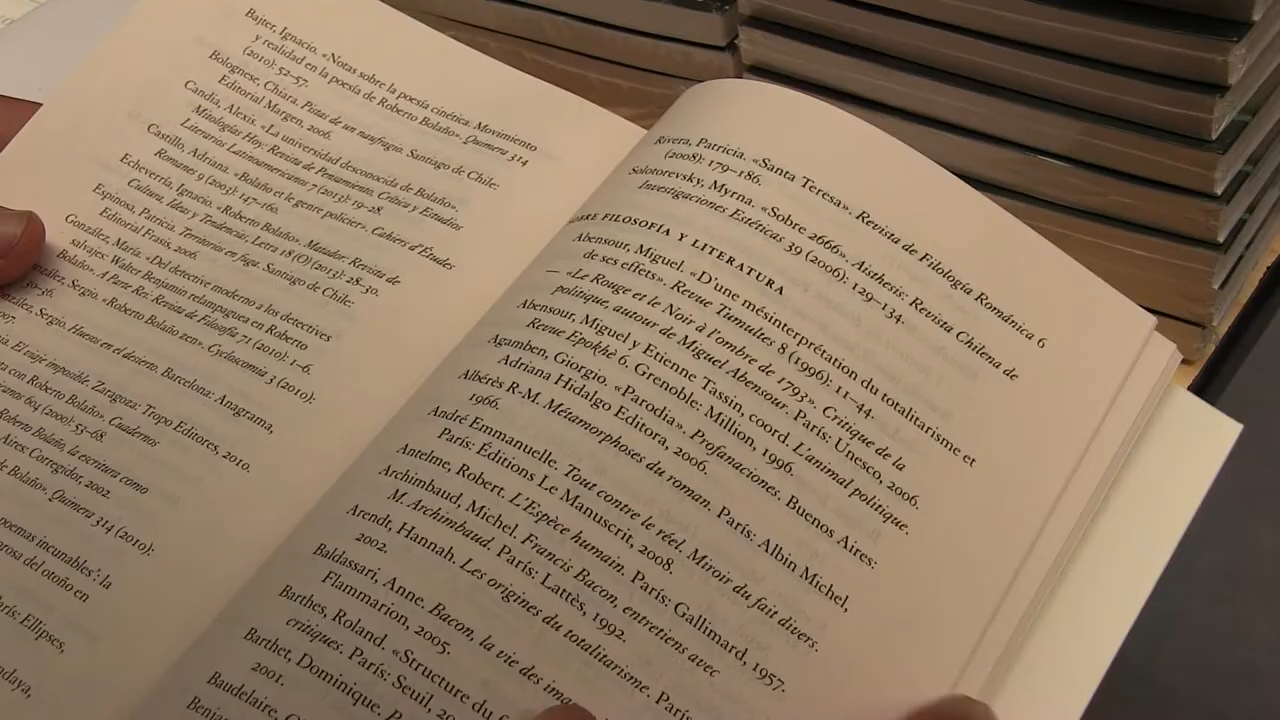 Bajter, Ignacio. «Notas sobre la poesía cinética. Movimiento
y realidad en la poesía de Roberto Bolaño». Quimera 314
(2010): 52-57.
Bolognese, Chiara. Pistas de un naufragio. Santiago de Chile:
Editorial Margen, 2006.
Candia, Alexis. «La universidad desconocida de Bolaño».
Mitologías Hoy. Revista de Pensamiento, Crítica y Estudios
Literarios Latinoamericanos 7 (2013): 19-28.
Castillo, Adriana. «Bolaño et le genre policier». Cahiers d'Études
Romanes 9 (2003): 147-160.
Echeverría, Ignacio. «Roberto Bolaño». Matador: Revista de
Cultura, Ideas y Tendencias, Letra 18 (O) (2013): 28-30.
Espinosa, Patricia. Territorios en fuga. Santiago de Chile:
Editorial Frasis, 2006.
González, María. «Del detective moderno a los detectives
salvajes: Walter Benjamin relampaguea en Roberto
Bolaño». A Parte Rei: Revista de Filosofía 71 (2010): 1-6.
González, Sergio. «Roberto Bolaño zen». Cyclocosmia 3 (2010):
30-36.
González, Sergio. Huesos en el desierto. Barcelona: Anagrama,
El viaje imposible. Zaragoza: Tropo Editores, 2010.
con Roberto Bolaño». Cuadernos
604 (2000): 53-68.
Roberto Bolaño, la escritura como
Aires: Corregidor, 2002.
de Bolaño». Quimera 314 (2010):
poemas incunables': la
del otoño en
París: Ellipses,
Rivera, Patricia. «Santa Teresa». Revista de Filología Románica 6
(2008): 179-186.
Solotorevsky, Myrna. «Sobre 2666». Aisthesis: Revista Chilena de
Investigaciones Estéticas 39 (2006): 129-134.
SOBRE FILOSOFÍA Y LITERATURA
Abensour, Miguel. «D'une mésinterprétation du totalitarisme et
de ses effets». Revue Tumultes 8 (1996): 11-44.
— «Le Rouge et le Noir à l'ombre de 1793». Critique de la
politique, autour de Miguel Abensour. París: Unesco, 2006.
Abensour, Miguel y Etienne Tassin, coord. L'animal politique.
Revue Epokhè 6. Grenoble: Million, 1996.
Agamben, Giorgio. «Parodia». Profanaciones. Buenos Aires:
Adriana Hidalgo Editora, 2006.
Albérès R-M. Métamorphoses du roman. París: Albin Michel,
1966.
André Emmanuelle. Tout contre le réel. Miroir du fait divers.
París: Éditions Le Manuscrit, 2008.
Antelme, Robert. L'Espèce humain. París: Gallimard, 1957.
Archimbaud, Michel. Francis Bacon, entretiens avec
M. Archimbaud. París: Lattès, 1992.
Arendt, Hannah. Les origines du totalitarisme. París
2002.
Baldassari, Anne. Bacon, la vie des ima
Flammarion, 2005.
Barthes, Roland. «Structure du f
critiques. París: Seuil, 20
Barthet, Dominique. P
2001.
Baudelaire, C
Benja